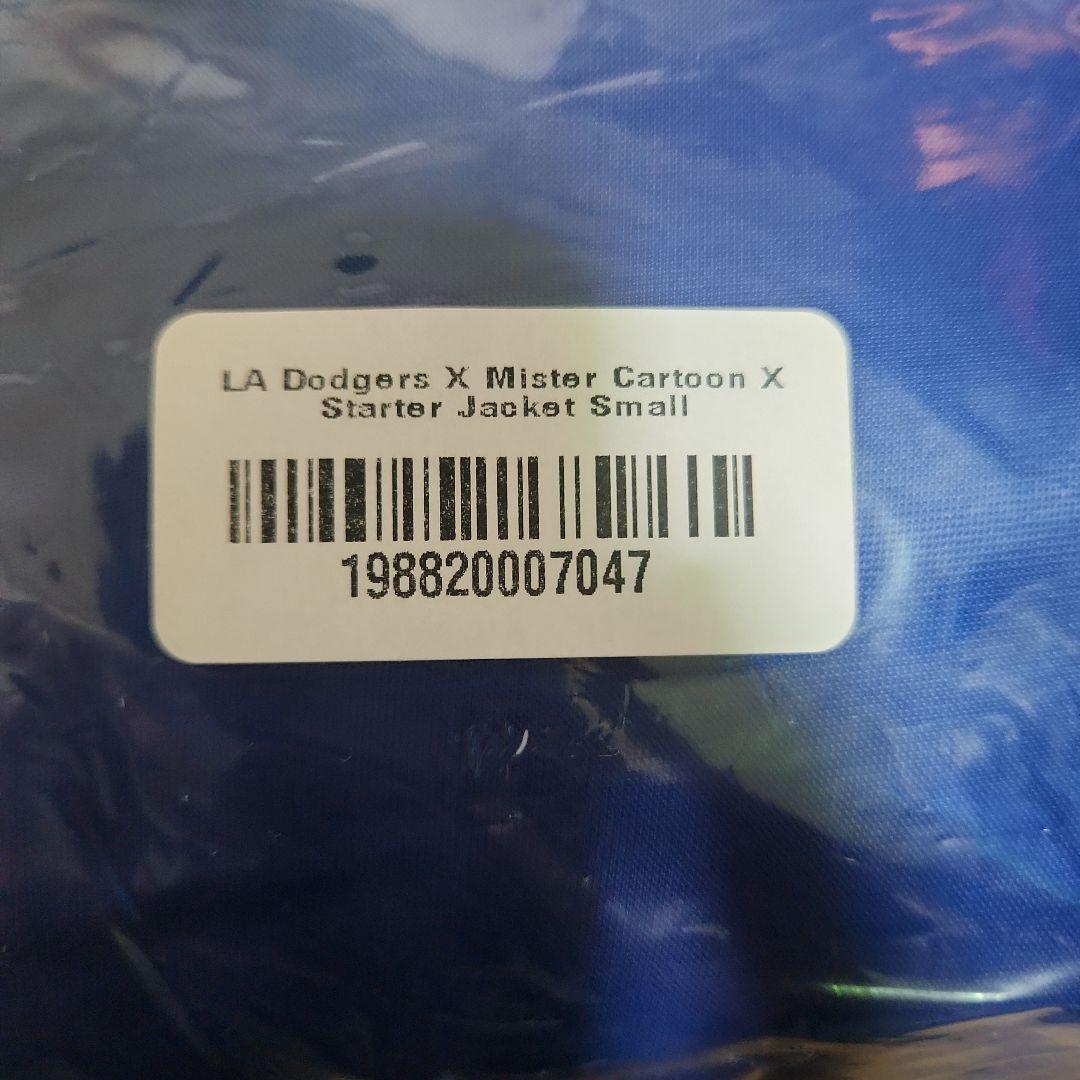 LA Dodgers X Mister Cartoon X
Starter Jacket Small
198820007047